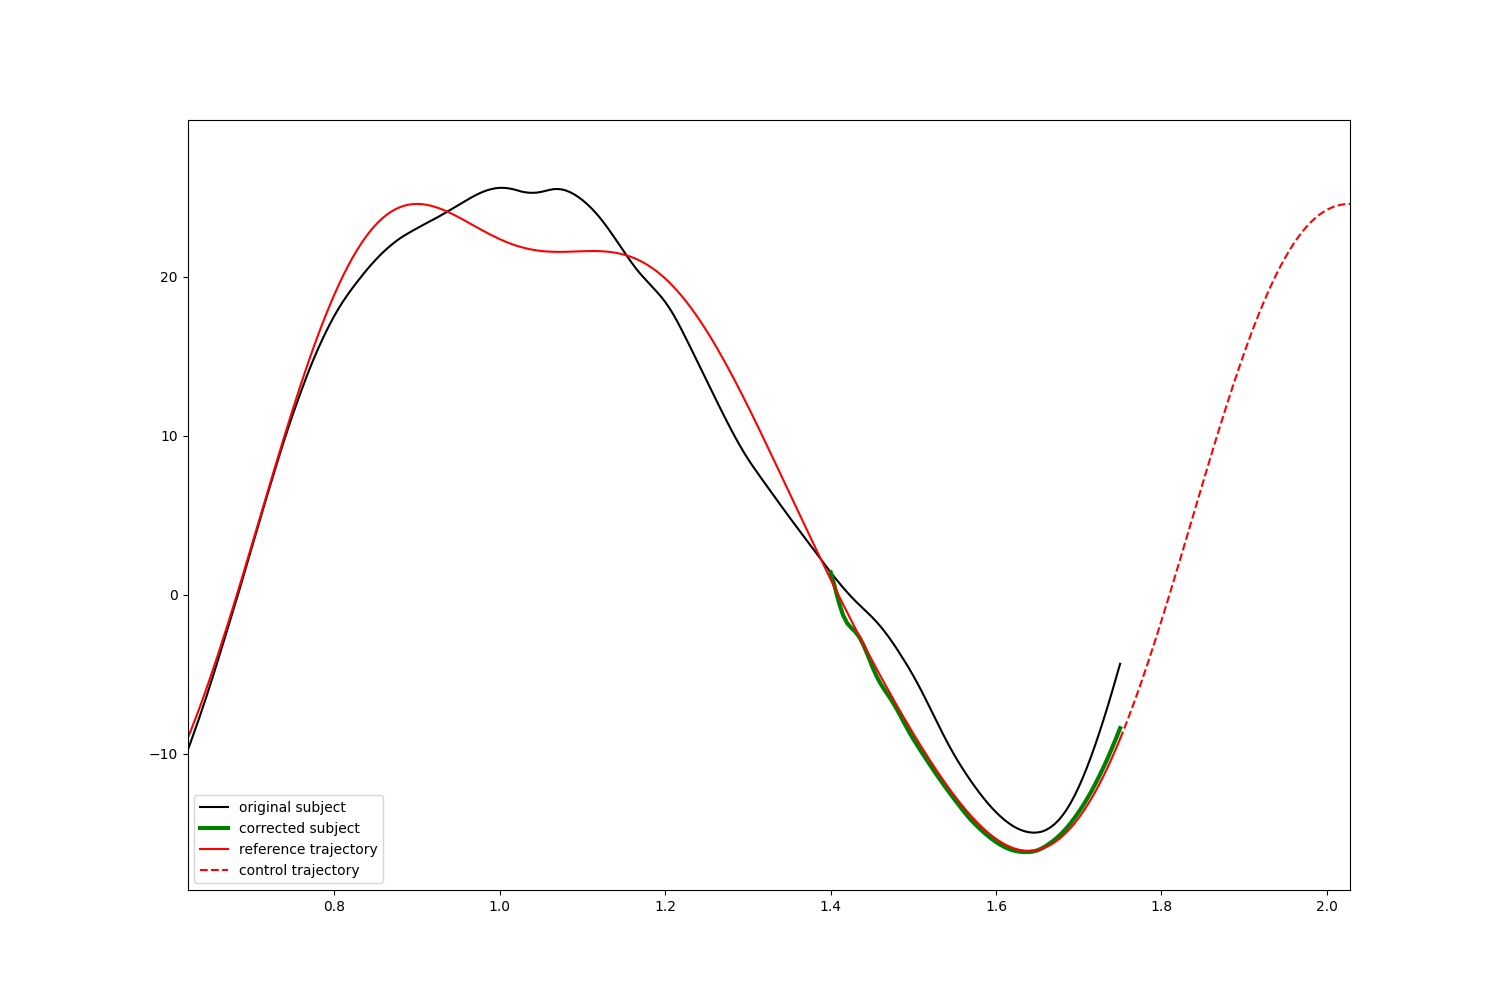 20
10
0
−10
original subject
corrected subject
reference trajectory
control trajectory
0.8 1.0 1.2 1.4 1.6 1.8 2.0